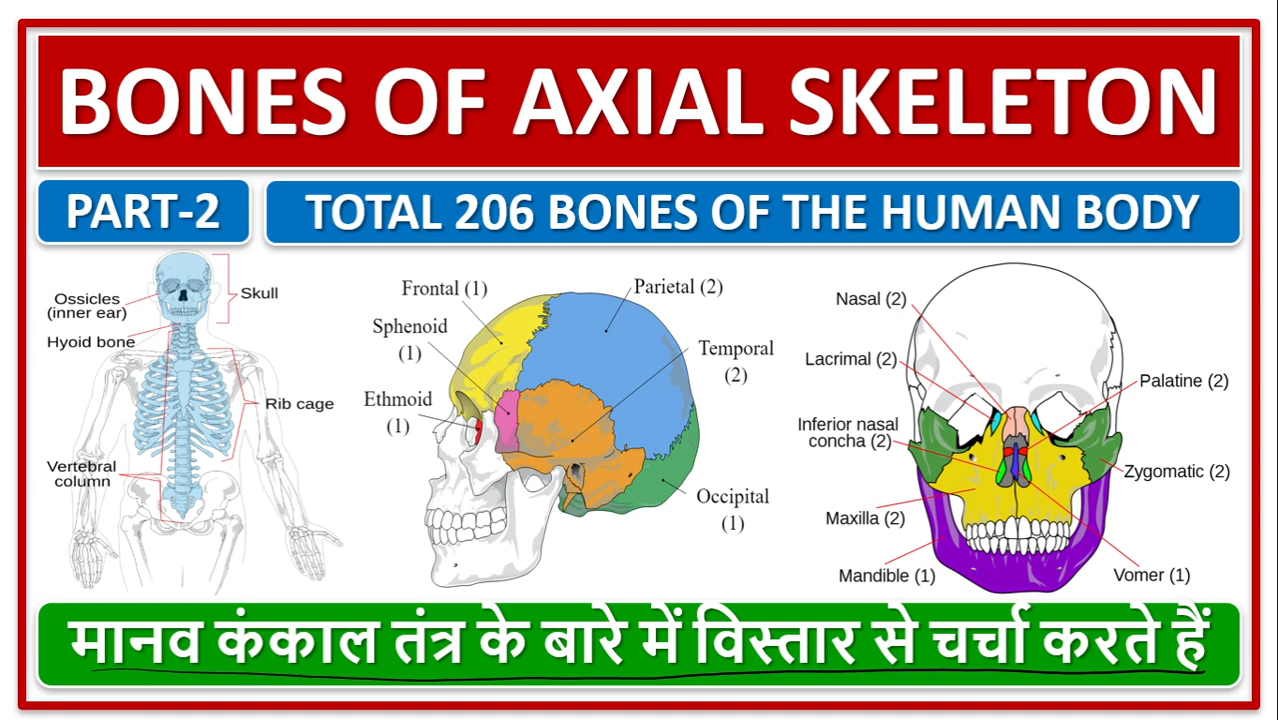 BONES OF AXIAL SKELETON
PART-2
TOTAL 206 BONES OF THE HUMAN BODY
Skull
Ossicles
(inner ear)
Hyoid bone
Rib cage
Vertebral
column
Frontal (1)
Parietal (2)
Sphenoid
(1)
Temporal
(2)
Ethmoid
(1)
Occipital
(1)
Nasal (2)
Lacrimal (2)
Palatine (2)
Inferior nasal
concha (2)
Zygomatic (2)
Maxilla (2)
Mandible (1)
Vomer (1)
मानव कंकाल तंत्र के बारे में विस्तार से चर्चा करते हैं